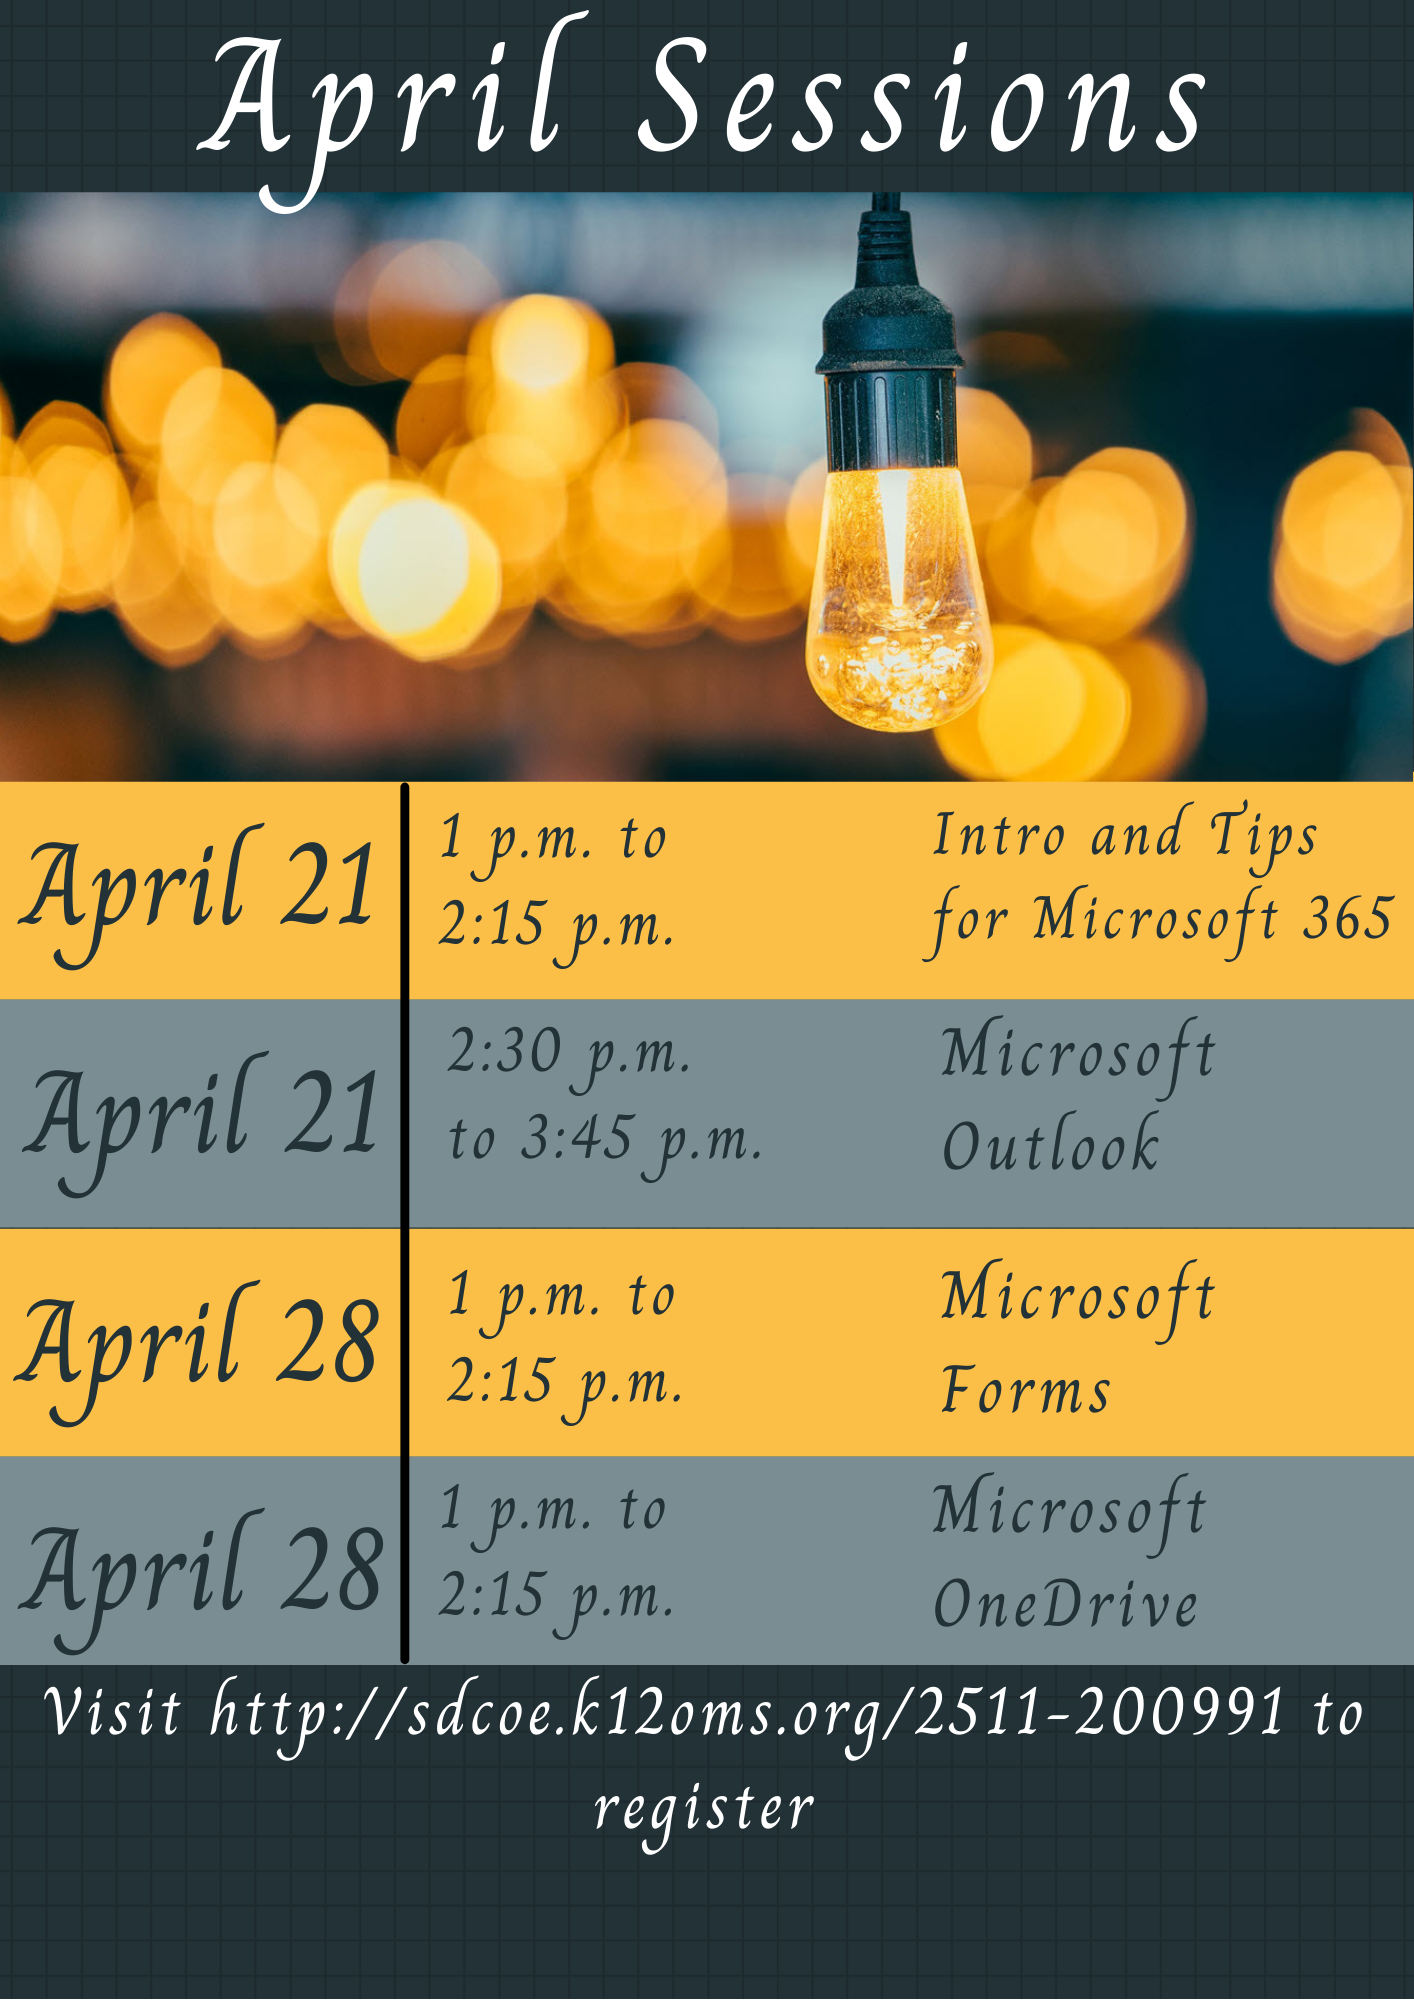 April Sessions
April 21
1 p.m. to
2:15 p.m.
Intro and Tips
for Microsoft 365
April 21
2:30 p.m.
to 3:45 p.m.
Microsoft
Outlook
April 28
1 p.m. to
2:15 p.m.
Microsoft
Forms
April 28
1 p.m. to
2:15 p.m.
Microsoft
OneDrive
Visit http://sdcoe.k12oms.org/2511-200991 to
register